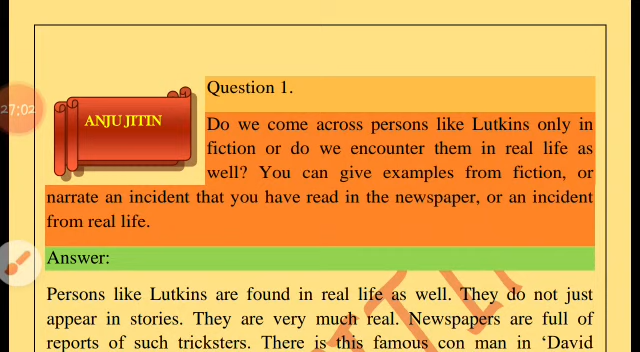 27:02
ANJU JITIN
Question 1.
Do we come across persons like Lutkins only in
fiction or do we encounter them in real life as
well? You can give examples from fiction, or
narrate an incident that you have read in the newspaper, or an incident
from real life.
Answer:
Persons like Lutkins are found in real life as well. They do not just
appear in stories. They are very much real. Newspapers are full of
reports of such tricksters. There is this famous con man in ‘David